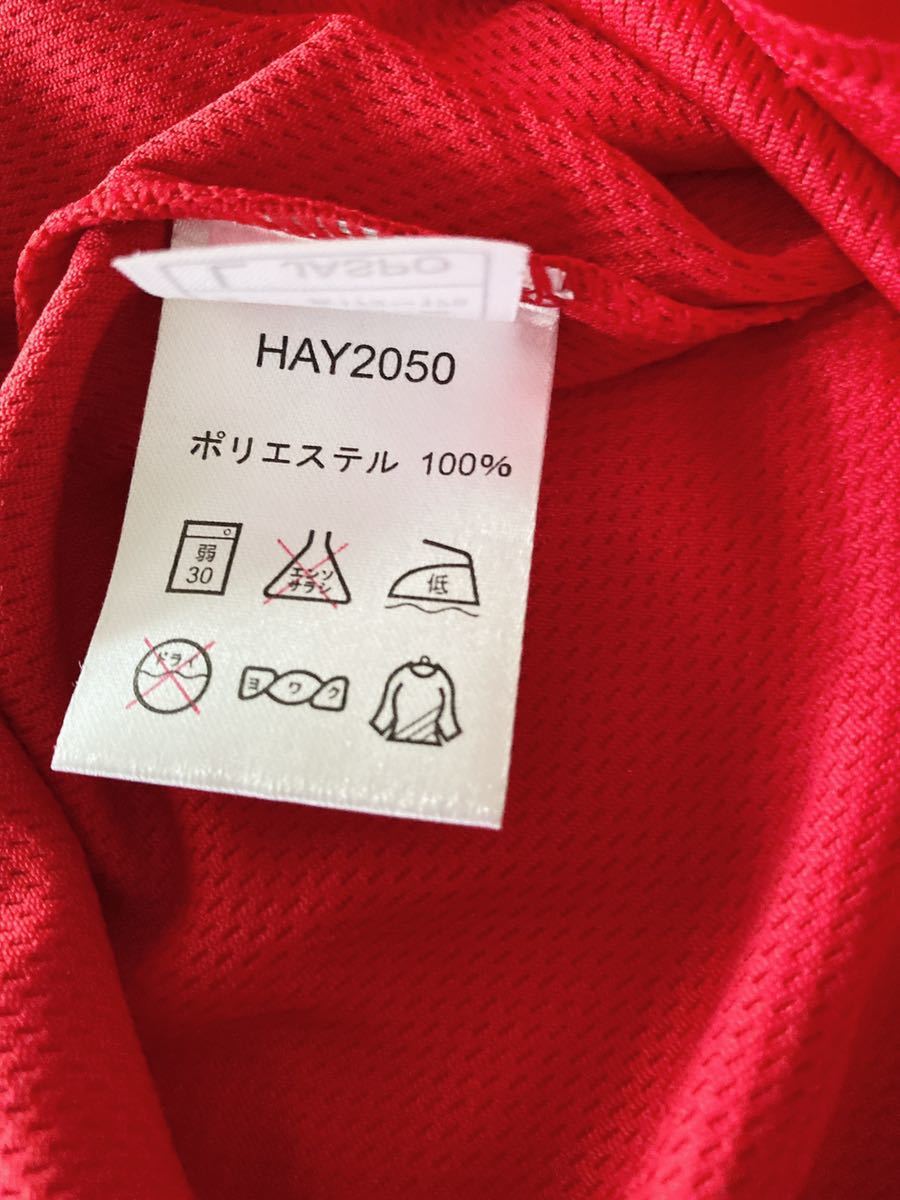 L JASPO
HAY2050
ポリエステル 100%
弱
30
エンソ
サラシ
低
ドライ
ヨワク